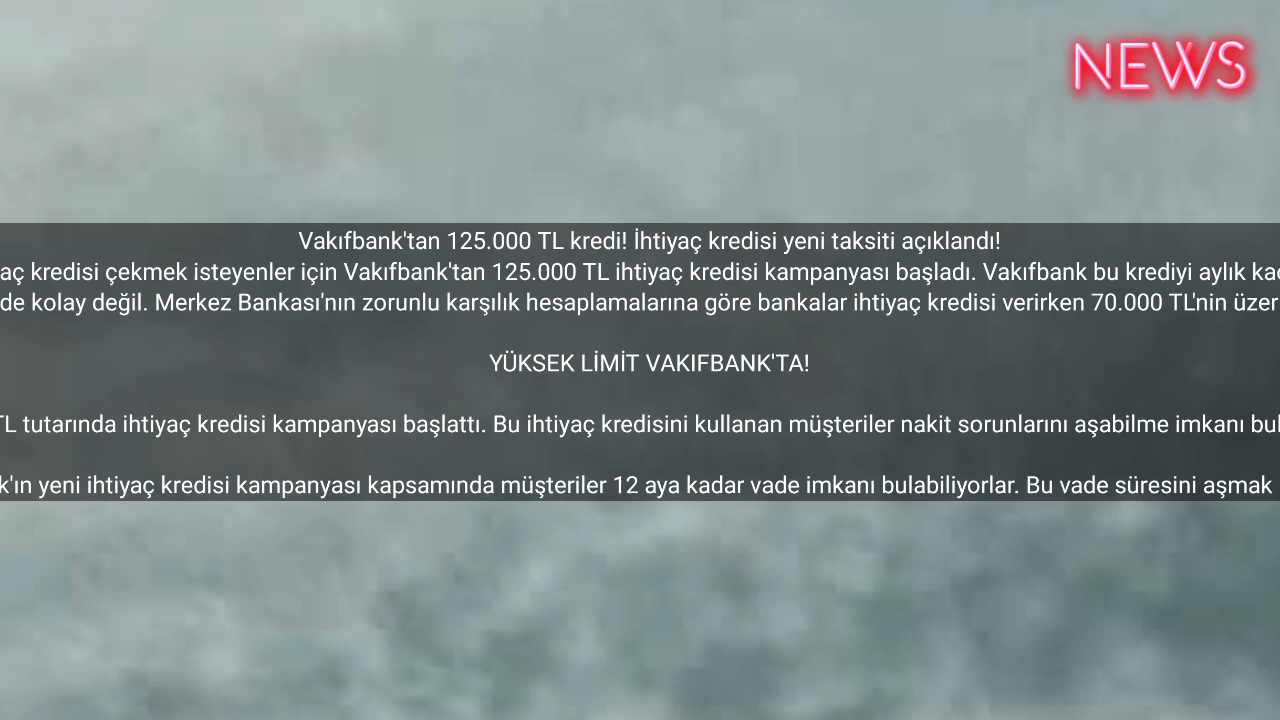 NEWS
Vakıfbank'tan 125.000 TL kredi! İhtiyaç kredisi yeni taksiti açıklandı!
kredisi çekmek isteyenler için Vakıfbank'tan 125.000 TL ihtiyaç kredisi kampanyası başladı. Vakıfbank bu krediyi aylık
de kolay değil. Merkez Bankası'nın zorunlu karşılık hesaplamalarına göre bankalar ihtiyaç kredisi verirken 70.000 TL'nin
YÜKSEK LİMİT VAKIFBANK'TA!
TL tutarında ihtiyaç kredisi kampanyası başlattı. Bu ihtiyaç kredisini kullanan müşteriler nakit sorunlarını aşabilme imkanı
yeni ihtiyaç kredisi kampanyası kapsamında müşteriler 12 aya kadar vade imkanı bulabiliyorlar. Bu vade süresini aşmak